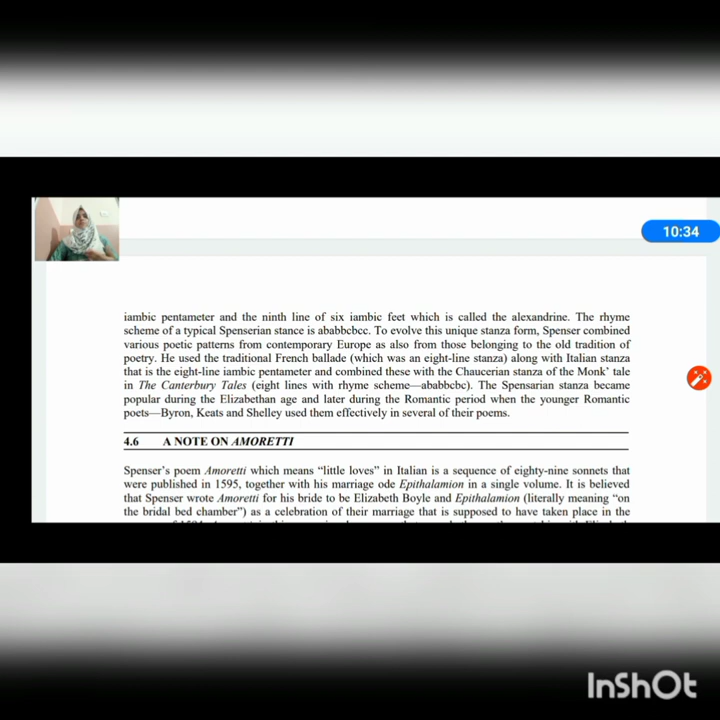 10:34
iambic pentameter and the ninth line of six iambic feet which is called the alexandrine. The rhyme
scheme of a typical Spenserian stance is ababbcbcc. To evolve this unique stanza form, Spenser combined
various poetic patterns from contemporary Europe as also from those belonging to the old tradition of
poetry. He used the traditional French ballade (which was an eight-line stanza) along with Italian stanza
that is the eight-line iambic pentameter and combined these with the Chaucerian stanza of the Monk' tale
in The Canterbury Tales (eight lines with rhyme scheme—ababbcbc). The Spensarian stanza became
popular during the Elizabethan age and later during the Romantic period when the younger Romantic
poets—Byron, Keats and Shelley used them effectively in several of their poems.
4.6 A NOTE ON AMORETTI
Spenser's poem Amoretti which means "little loves" in Italian is a sequence of eighty-nine sonnets that
were published in 1595, together with his marriage ode Epithalamion in a single volume. It is believed
that Spenser wrote Amoretti for his bride to be Elizabeth Boyle and Epithalamion (literally meaning "on
the bridal bed chamber") as a celebration of their marriage that is supposed to have taken place in the
InShOt